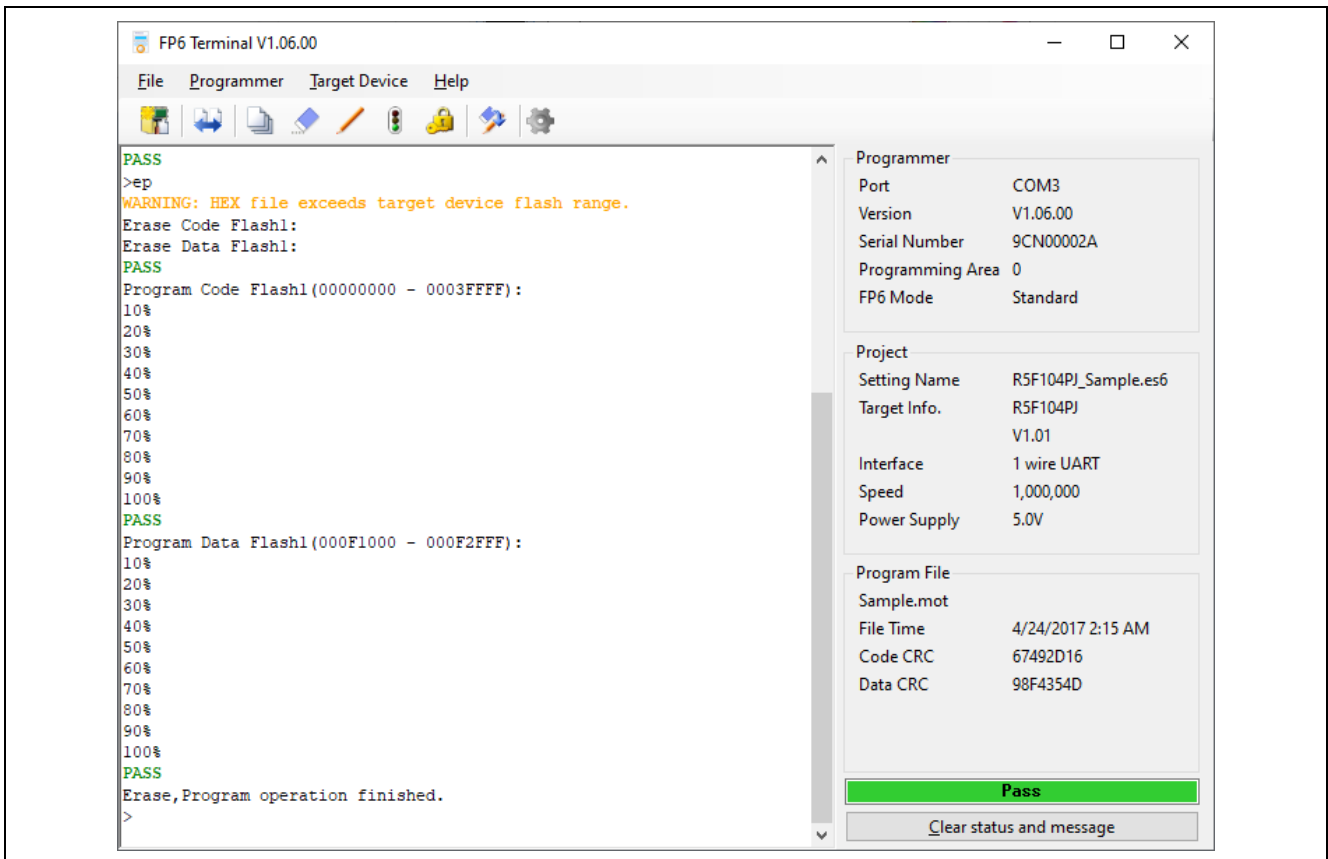 FP6 Terminal V1.06.00
File Programmer Target Device Help
PASS
>ep
WARNING: HEX file exceeds target device flash range.
Erase Code Flash1:
Erase Data Flash1:
PASS
Program Code Flash1(00000000 - 0003FFFF):
10%
20%
30%
40%
50%
60%
70%
80%
90%
100%
PASS
Program Data Flash1(000F1000 - 000F2FFF):
10%
20%
30%
40%
50%
60%
70%
80%
90%
100%
PASS
Erase,Program operation finished.
>
Programmer
Port COM3
Version V1.06.00
Serial Number 9CN00002A
Programming Area 0
FP6 Mode Standard
Project
Setting Name R5F104PJ_Sample.es6
Target Info. R5F104PJ
V1.01
Interface 1 wire UART
Speed 1,000,000
Power Supply 5.0V
Program File
Sample.mot
File Time 4/24/2017 2:15 AM
Code CRC 67492D16
Data CRC 98F4354D
Pass
Clear status and message